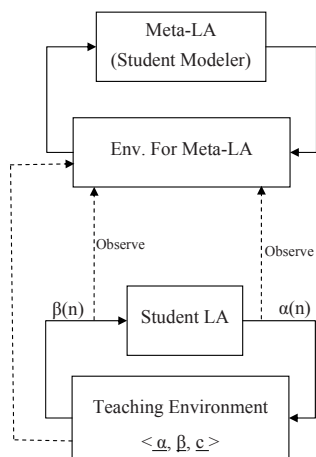 Meta-LA
(Student Modeler)
Env. For Meta-LA
Observe
Observe
β(n)
Student LA
α(n)
Teaching Environment
< α, β, c >